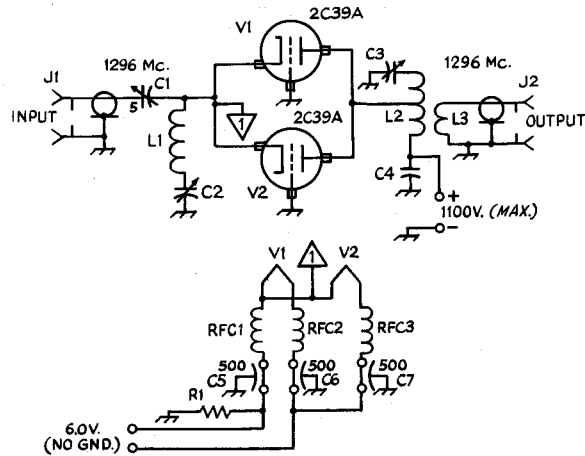 2C39A
V1
1296 Mc.
C3
1296 Mc.
J1
C1
J2
5
INPUT
2C39A
L2
L3
OUTPUT
1
L1
C4
C2
V2
+
1100V. (MAX.)
−
V1
1
V2
RFC1
RFC2
RFC3
500
500
500
C5
C6
C7
R1
6.0V.
(NO GND.)